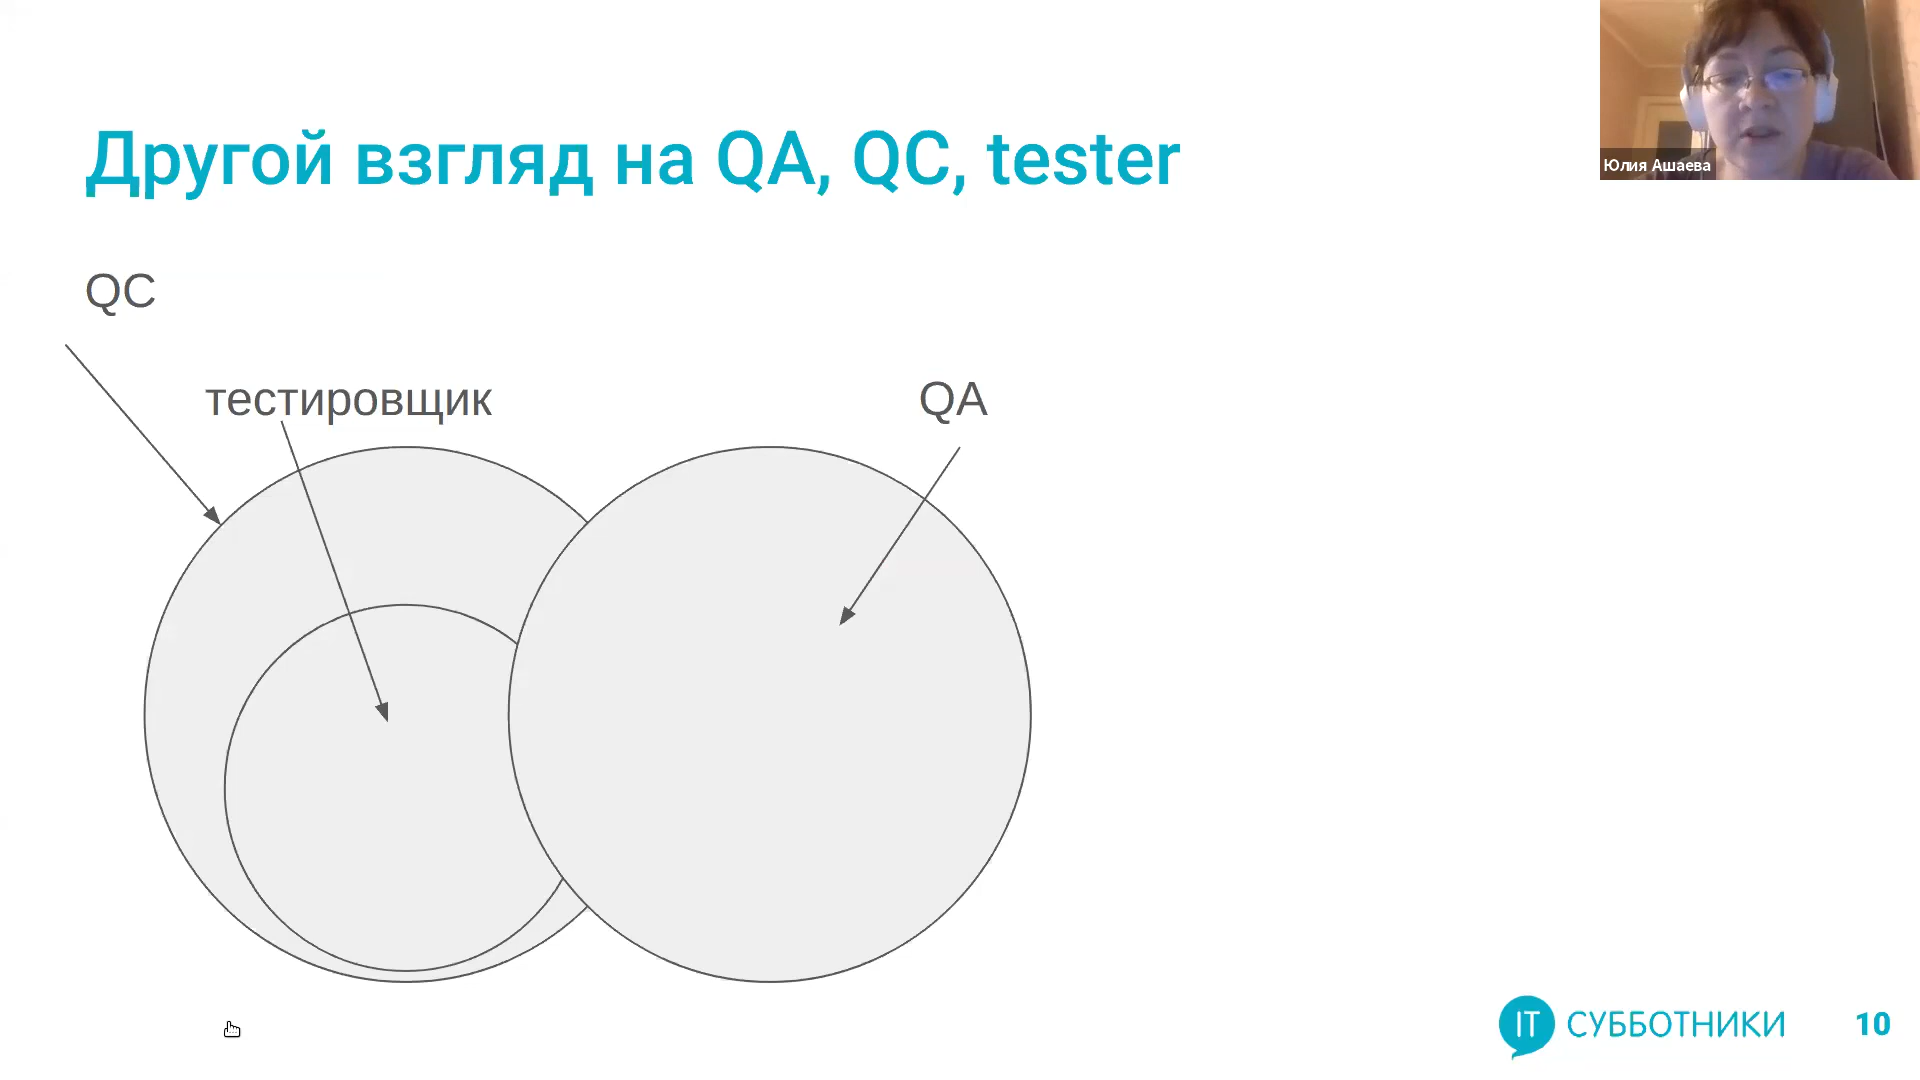 Другой взгляд на QA, QC, tester
Юлия Ашаева
QC
тестировщик
QA
IT СУББОТНИКИ
10